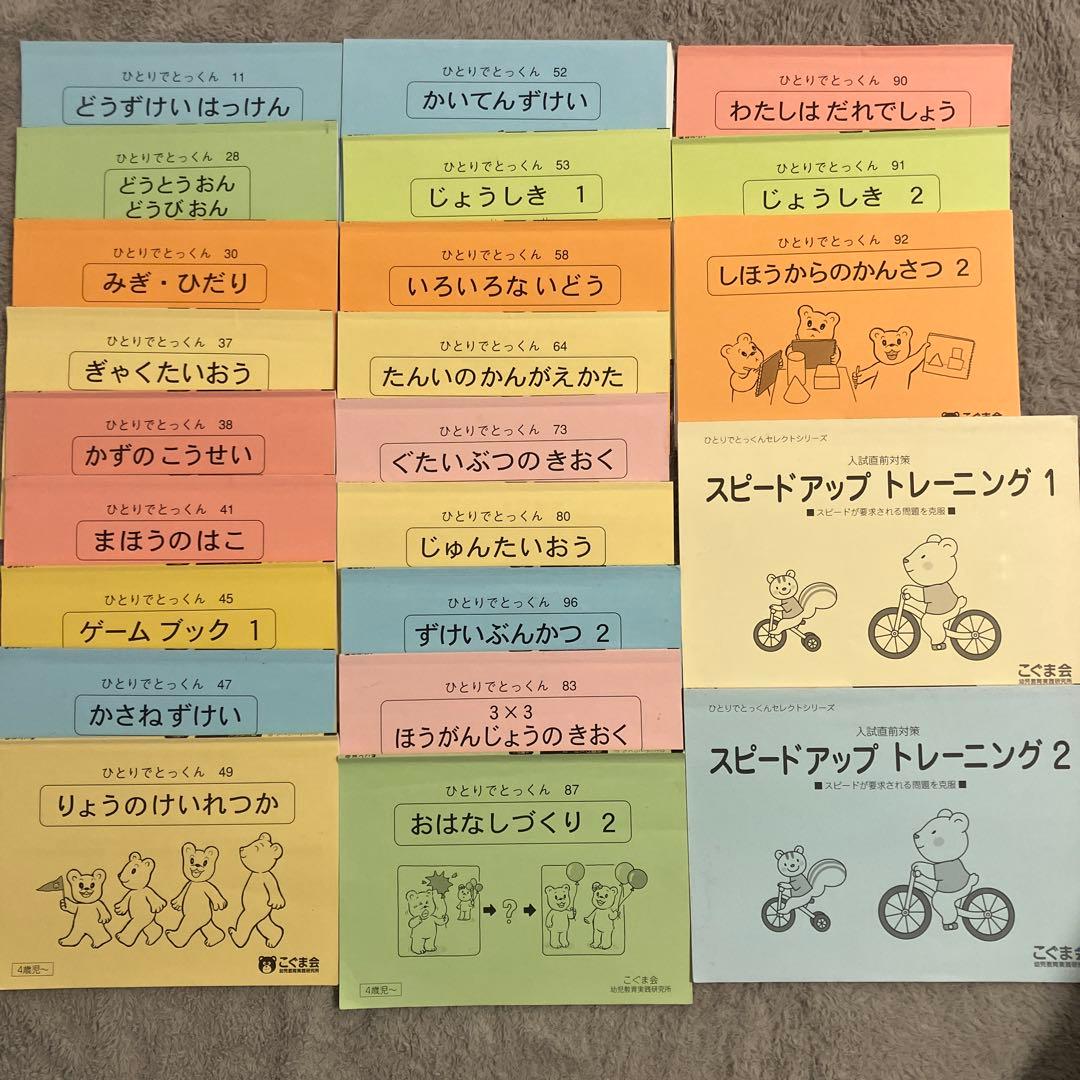 ひとりでとっくん 11
どうずけい はっけん
ひとりでとっくん 28
どうとうおん
どうびおん
ひとりでとっくん 30
みぎ・ひだり
ひとりでとっくん 37
ぎゃくたいおう
ひとりでとっくん 38
かずの こうせい
ひとりでとっくん 41
まほうの はこ
ひとりでとっくん 45
ゲーム ブック 1
ひとりでとっくん 47
かさね ずけい
ひとりでとっくん 49
りょうの けいれつか
4歳児〜
こぐま会
幼児教育実践研究所
ひとりでとっくん 52
かいてん ずけい
ひとりでとっくん 53
じょうしき 1
ひとりでとっくん 58
いろいろな いどう
ひとりでとっくん 64
たんいの かんがえかた
ひとりでとっくん 73
ぐたいぶつの きおく
ひとりでとっくん 80
じゅんたいおう
ひとりでとっくん 96
ずけいぶんかつ 2
ひとりでとっくん 83
3×3
ほうがんじょうの きおく
ひとりでとっくん 87
おはなしづくり 2
?
4歳児〜
こぐま会
幼児教育実践研究所
ひとりでとっくん 90
わたしは だれでしょう
ひとりでとっくん 91
じょうしき 2
ひとりでとっくん 92
しほうからのかんさつ 2
こぐま会
ひとりでとっくんセレクトシリーズ
入試直前対策
スピードアップ トレーニング 1
■スピードが要求される問題を克服■
こぐま会
幼児教育実践研究所
ひとりでとっくんセレクトシリーズ
入試直前対策
スピードアップ トレーニング 2
■スピードが要求される問題を克服■
こぐま会
幼児教育実践研究所